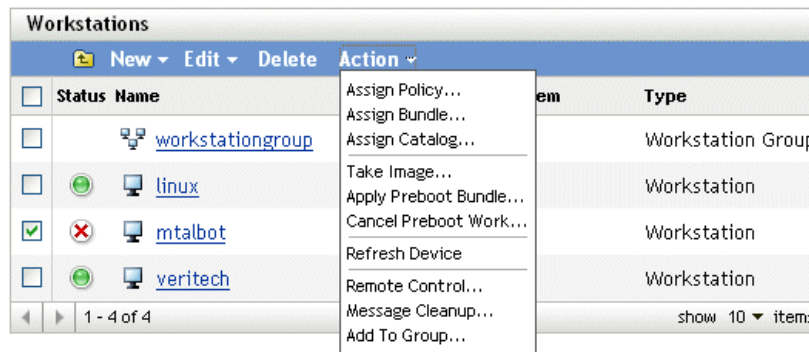 Workstations
New Edit Delete Action
Status Name em Type
Assign Policy...
Assign Bundle...
Assign Catalog...
workstationgroup Workstation Group
Take Image...
linux Workstation
Apply Preboot Bundle...
Cancel Preboot Work...
mtalbot Workstation
Refresh Device
veritech Workstation
Remote Control...
Message Cleanup...
1 - 4 of 4 show 10 items
Add To Group...